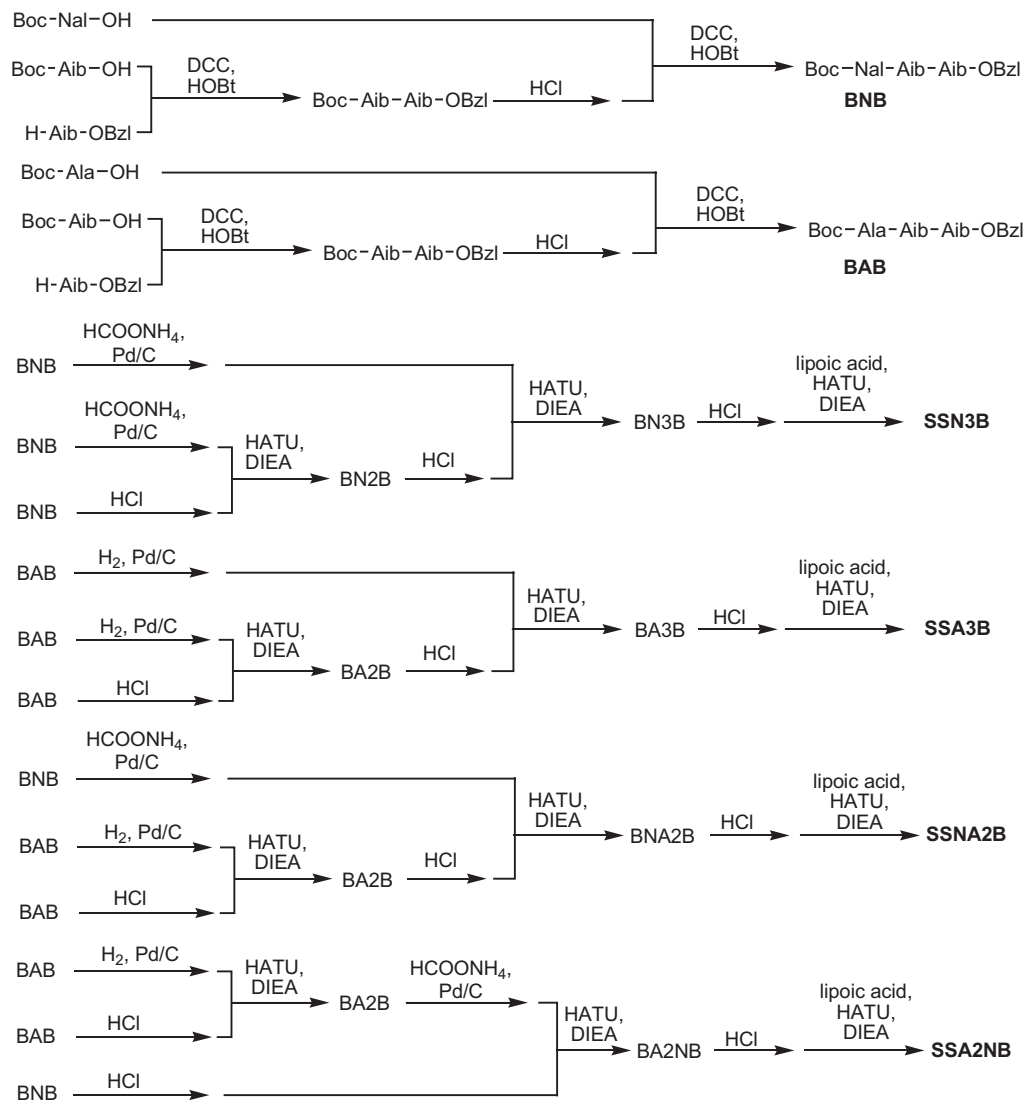 Boc-Nal-OH
DCC,
HOBt
Boc-Aib-OH
DCC,
HOBt
Boc-Nal-Aib-Aib-OBzl
Boc-Aib-Aib-OBzl
HCl
BNB
H-Aib-OBzl
Boc-Ala-OH
DCC,
HOBt
Boc-Aib-OH
DCC,
HOBt
Boc-Ala-Aib-Aib-OBzl
Boc-Aib-Aib-OBzl
HCl
BAB
H-Aib-OBzl
HCOONH4,
Pd/C
BNB
HATU,
DIEA
lipoic acid,
HATU,
DIEA
HCOONH4,
Pd/C
BNB
HATU,
DIEA
BN2B
HCl
BN3B
HCl
SSN3B
BNB
HCl
BAB
H2, Pd/C
HATU,
DIEA
lipoic acid,
HATU,
DIEA
BAB
H2, Pd/C
HATU,
DIEA
BA2B
HCl
BA3B
HCl
SSA3B
BAB
HCl
HCOONH4,
Pd/C
BNB
HATU,
DIEA
lipoic acid,
HATU,
DIEA
BAB
H2, Pd/C
HATU,
DIEA
BA2B
HCl
BNA2B
HCl
SSNA2B
BAB
HCl
BAB
H2, Pd/C
HATU,
DIEA
BA2B
HCOONH4,
Pd/C
BAB
HCl
HATU,
DIEA
BA2NB
HCl
lipoic acid,
HATU,
DIEA
SSA2NB
BNB
HCl